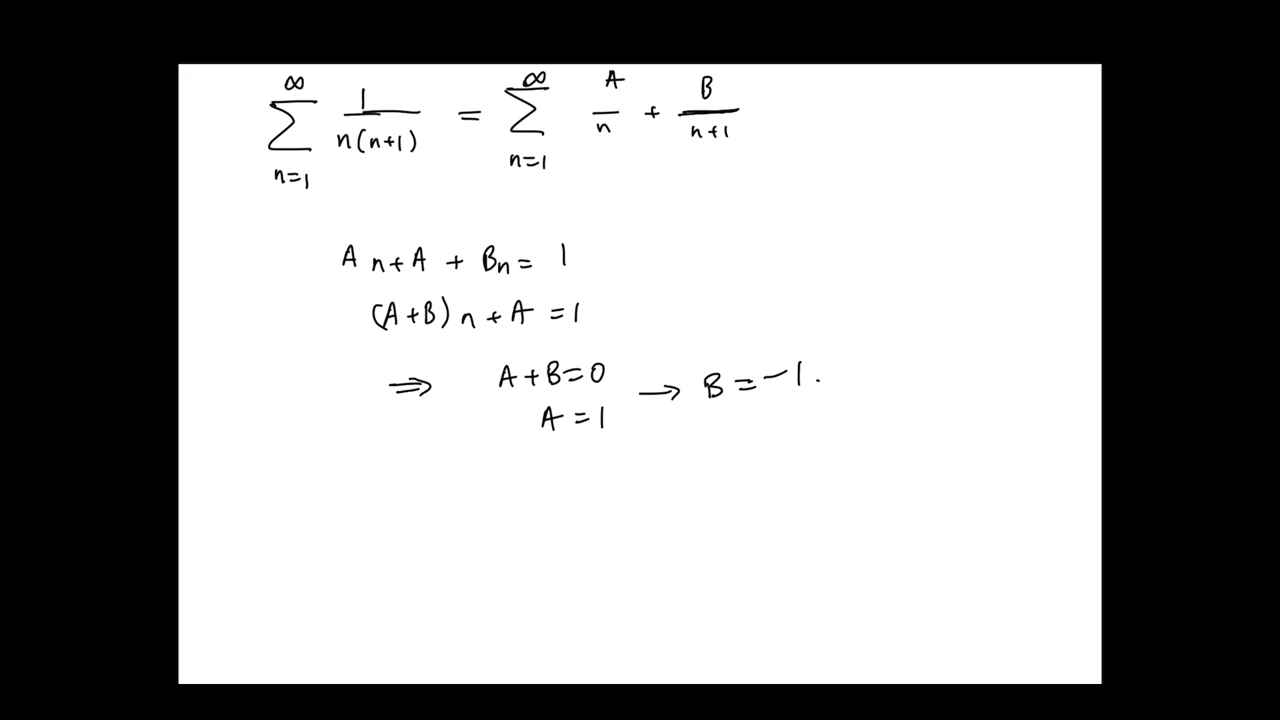 ∞ ∑ n=1 1/n(n+1) = ∞ ∑ n=1 A/n + B/n+1
An+A + Bn = 1
(A+B)n + A = 1
⇒ A+B=0 → B=-1.
A=1